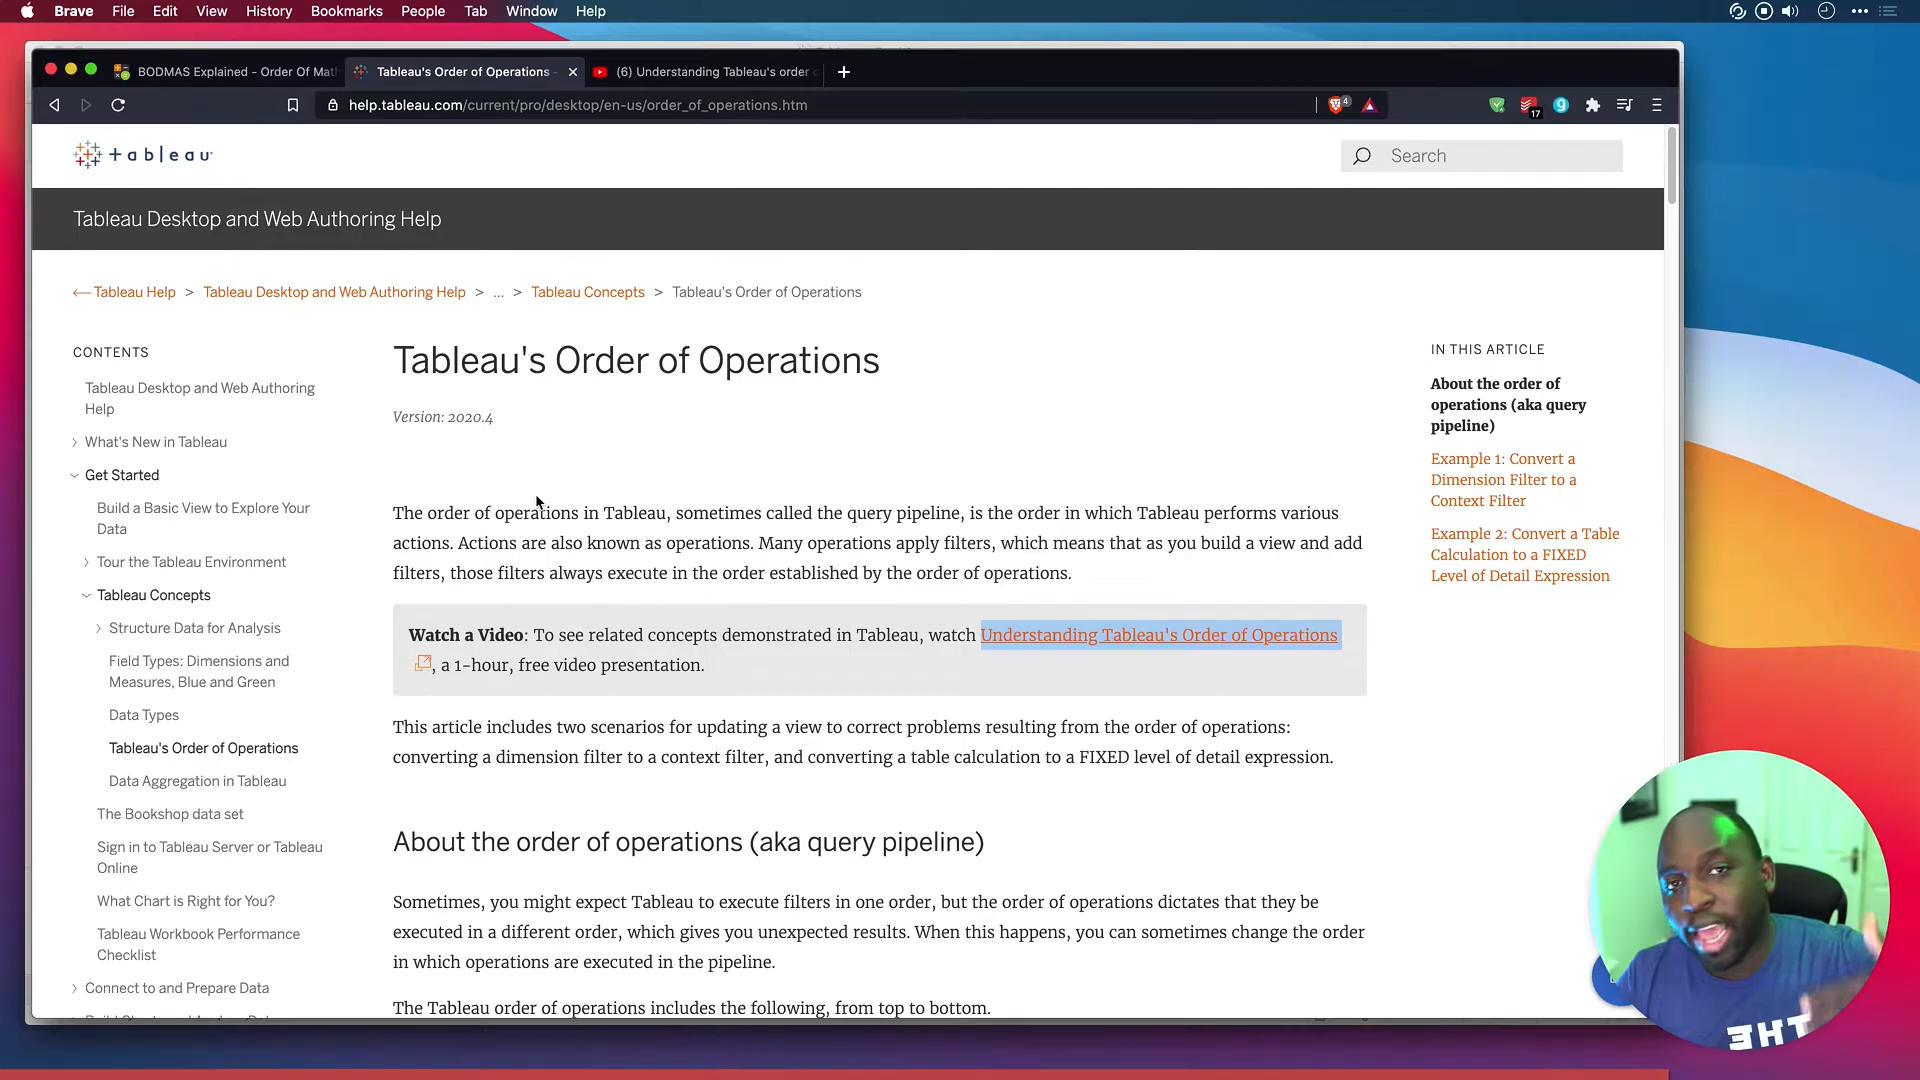 Brave File Edit View History Bookmarks People Tab Window Help
BODMAS Explained - Order Of Mat
Tableau's Order of Operations -
(6) Understanding Tableau's order o
help.tableau.com/current/pro/desktop/en-us/order_of_operations.htm
4
17
tableau
Search
Tableau Desktop and Web Authoring Help
Tableau Help > Tableau Desktop and Web Authoring Help > ... > Tableau Concepts > Tableau's Order of Operations
CONTENTS
Tableau Desktop and Web Authoring
Help
What's New in Tableau
Get Started
Build a Basic View to Explore Your
Data
Tour the Tableau Environment
Tableau Concepts
Structure Data for Analysis
Field Types: Dimensions and
Measures, Blue and Green
Data Types
Tableau's Order of Operations
Data Aggregation in Tableau
The Bookshop data set
Sign in to Tableau Server or Tableau
Online
What Chart is Right for You?
Tableau Workbook Performance
Checklist
Connect to and Prepare Data
Tableau's Order of Operations
Version: 2020.4
The order of operations in Tableau, sometimes called the query pipeline, is the order in which Tableau performs various
actions. Actions are also known as operations. Many operations apply filters, which means that as you build a view and add
filters, those filters always execute in the order established by the order of operations.
Watch a Video: To see related concepts demonstrated in Tableau, watch Understanding Tableau's Order of Operations
, a 1-hour, free video presentation.
This article includes two scenarios for updating a view to correct problems resulting from the order of operations:
converting a dimension filter to a context filter, and converting a table calculation to a FIXED level of detail expression.
About the order of operations (aka query pipeline)
Sometimes, you might expect Tableau to execute filters in one order, but the order of operations dictates that they be
executed in a different order, which gives you unexpected results. When this happens, you can sometimes change the order
in which operations are executed in the pipeline.
The Tableau order of operations includes the following, from top to bottom.
IN THIS ARTICLE
About the order of
operations (aka query
pipeline)
Example 1: Convert a
Dimension Filter to a
Context Filter
Example 2: Convert a Table
Calculation to a FIXED
Level of Detail Expression
THE